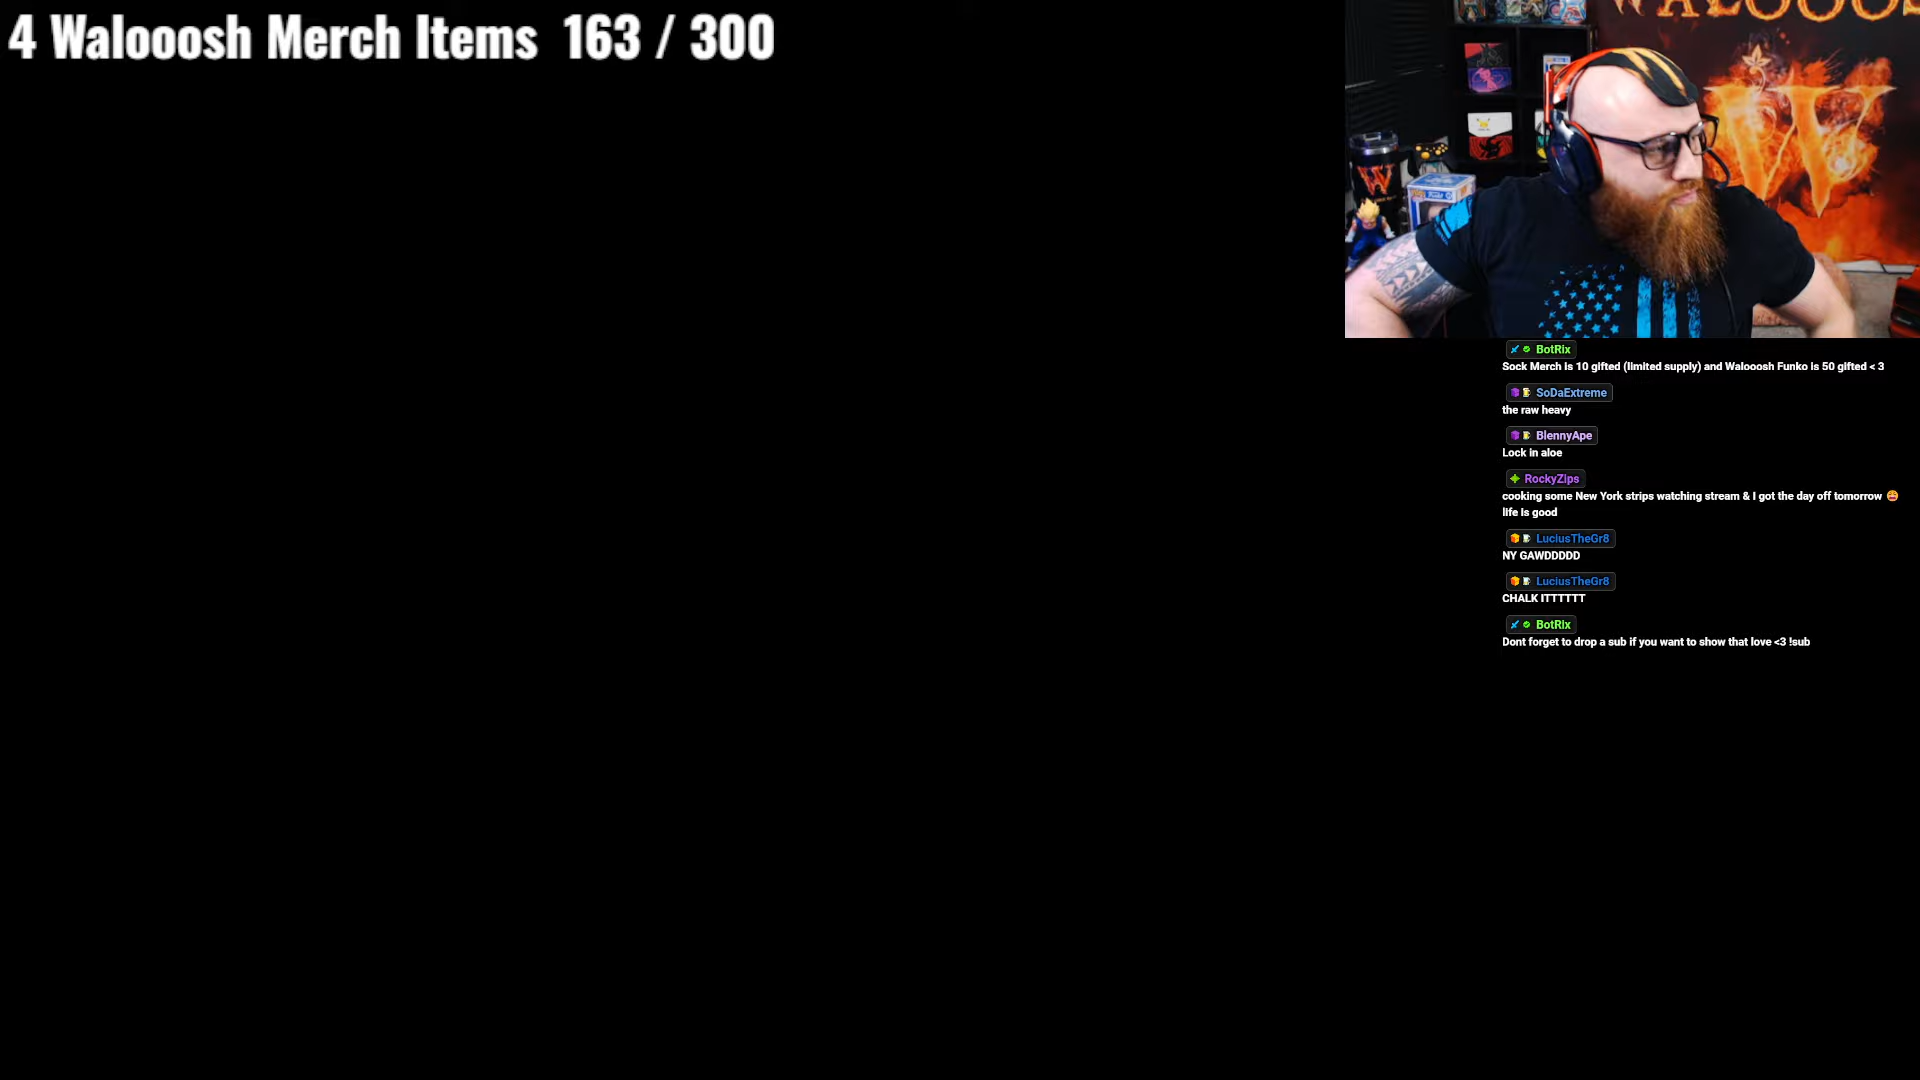 4 Walooosh Merch Items 163 / 300
WALOOOS
W
BotRix
Sock Merch is 10 gifted (limited supply) and Walooosh Funko is 50 gifted < 3
SoDaExtreme
the raw heavy
BlennyApe
Lock in aloe
RockyZips
cooking some New York strips watching stream & I got the day off tomorrow 😩
life is good
LuciusTheGr8
NY GAWDDDDD
LuciusTheGr8
CHALK ITTTTTT
BotRix
Dont forget to drop a sub if you want to show that love <3 !sub